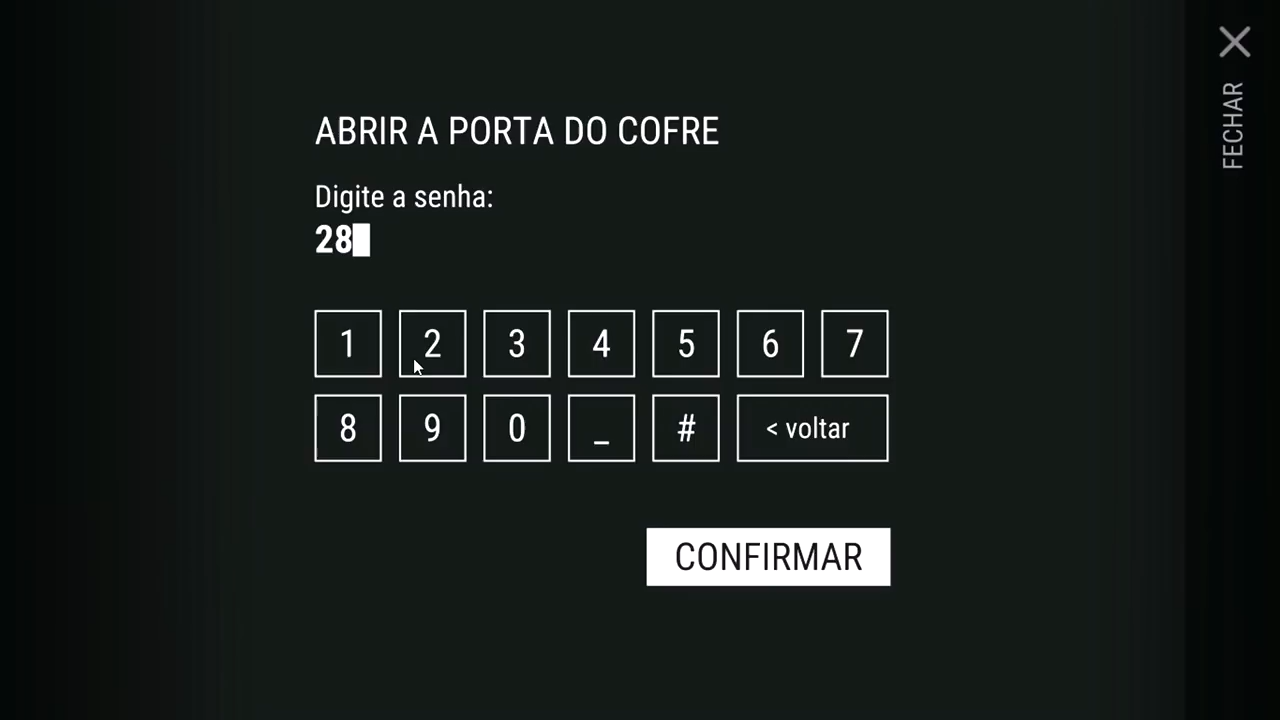 ABRIR A PORTA DO COFRE
Digite a senha:
28
1 2 3 4 5 6 7
8 9 0 _ # < voltar
CONFIRMAR
FECHAR